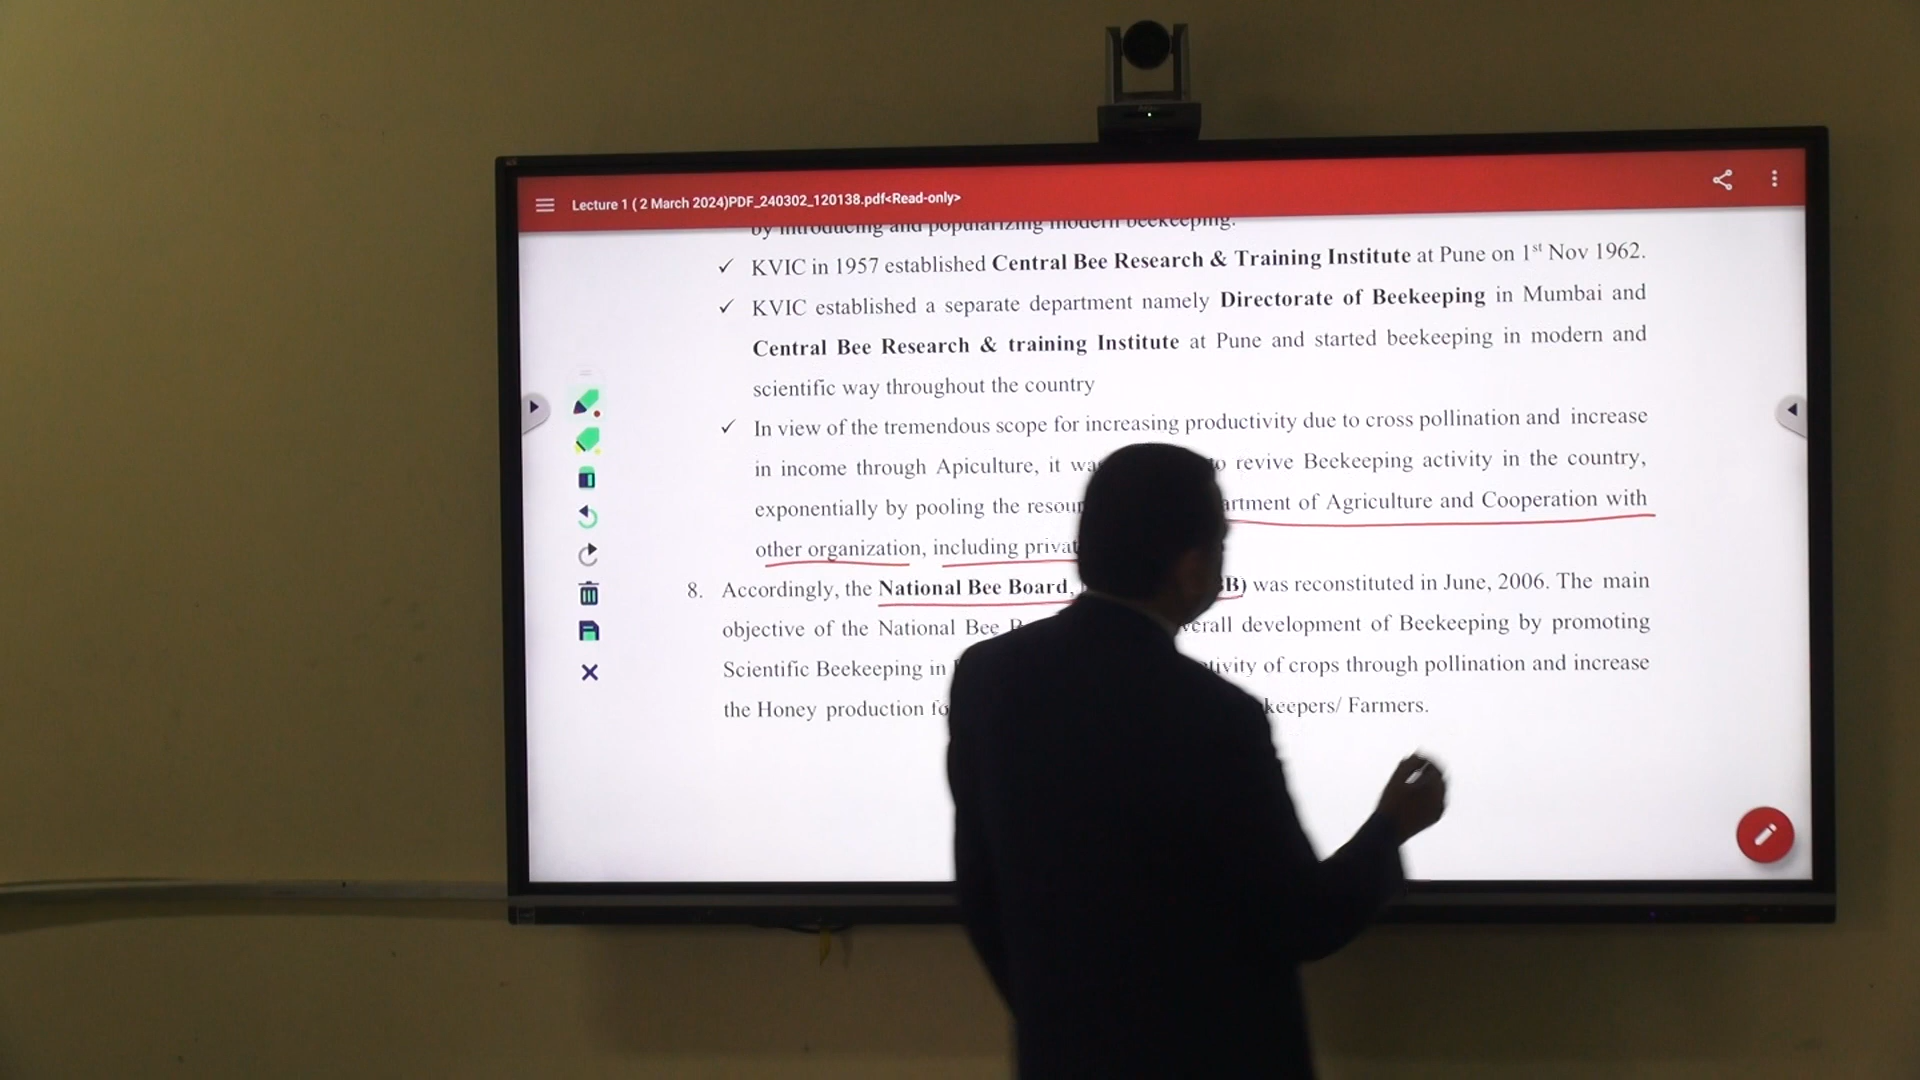 Lecture 1 ( 2 March 2024)PDF_240302_120138.pdf<Read-only>
by introducing and popularizing modern beekeeping.
✓ KVIC in 1957 established Central Bee Research & Training Institute at Pune on 1st Nov 1962.
✓ KVIC established a separate department namely Directorate of Beekeeping in Mumbai and
Central Bee Research & training Institute at Pune and started beekeeping in modern and
scientific way throughout the country
✓ In view of the tremendous scope for increasing productivity due to cross pollination and increase
in income through Apiculture, it revive Beekeeping activity in the country,
exponentially by pooling the of Agriculture and Cooperation with
other organization, including
8. Accordingly, the National Bee Board, was reconstituted in June, 2006. The main
objective of the National Bee development of Beekeeping by promoting
Scientific Beekeeping in of crops through pollination and increase
the Honey production Farmers.